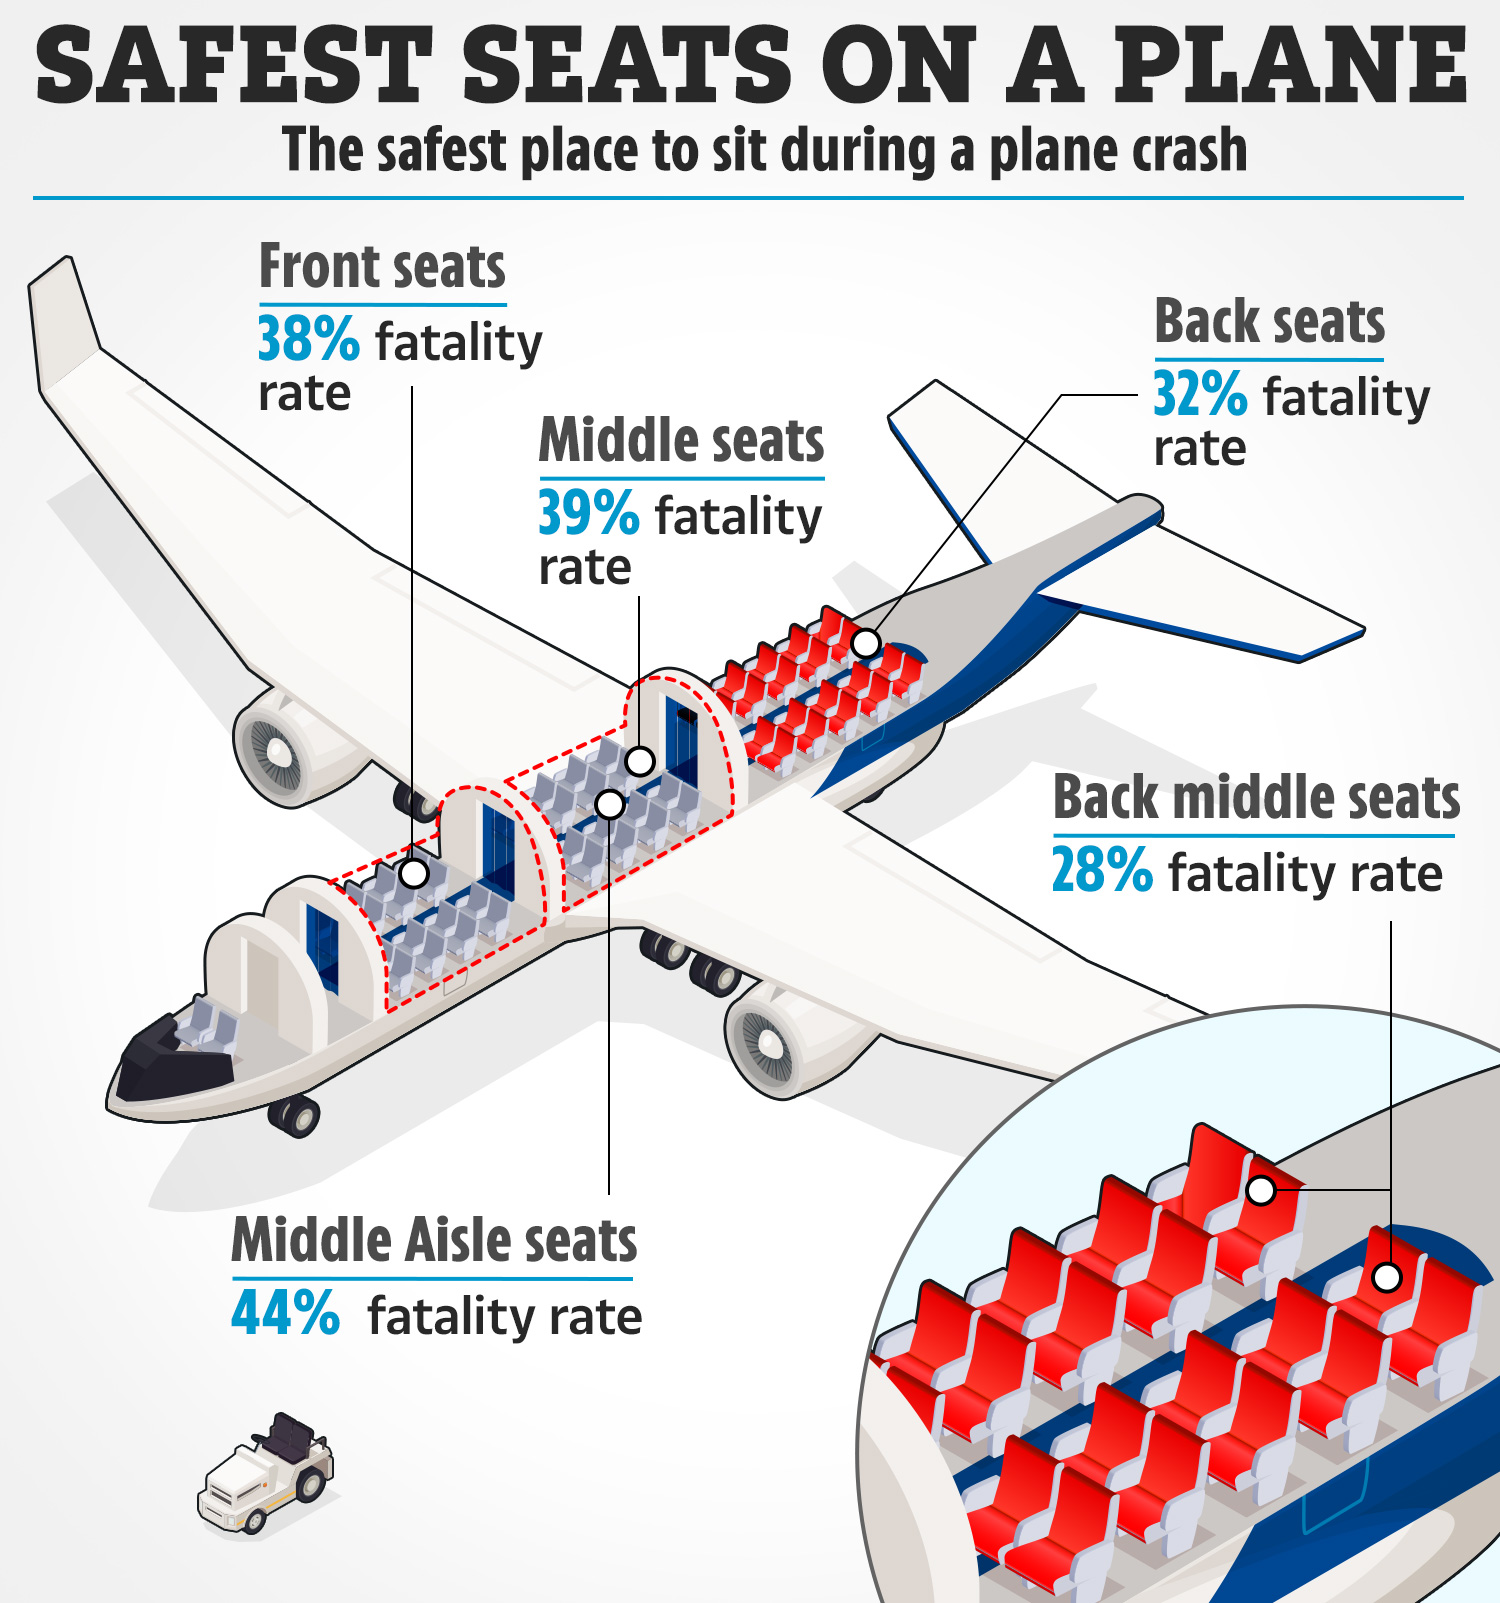 SAFEST SEATS ON A PLANE
The safest place to sit during a plane crash
Front seats
38% fatality
rate
Middle seats
39% fatality
rate
Back seats
32% fatality
rate
Back middle seats
28% fatality rate
Middle Aisle seats
44% fatality rate